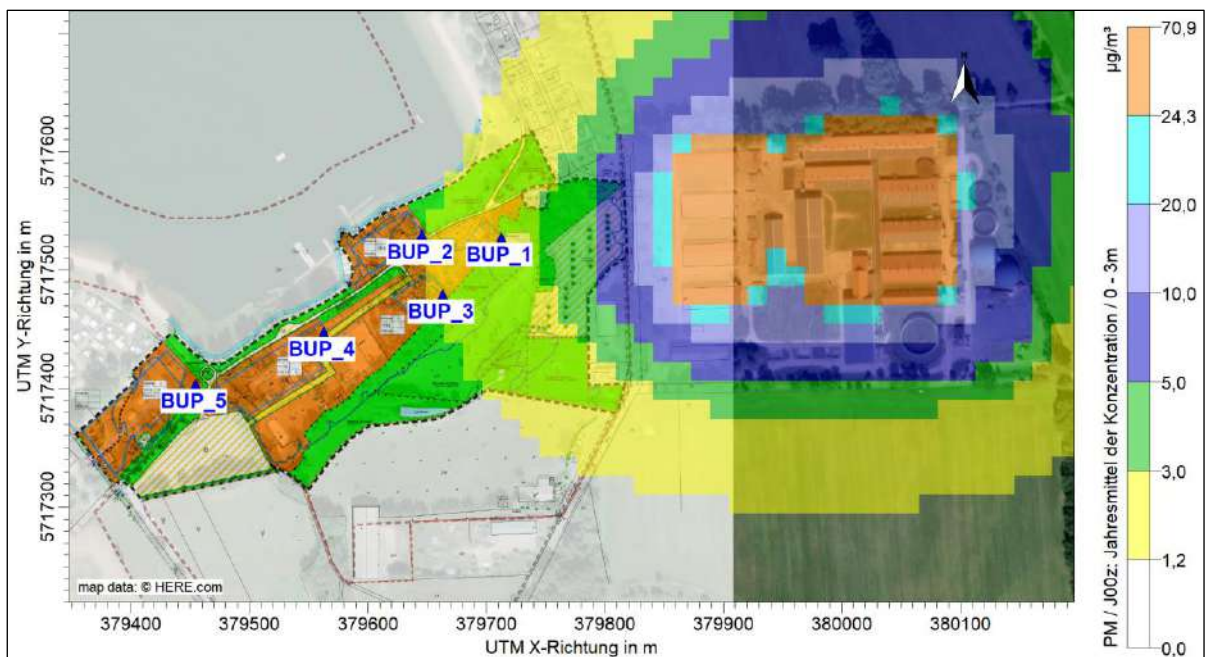 5717600
5717500
5717400
5717300
UTM Y-Richtung in m
BUP_2
BUP_1
BUP_3
BUP_4
BUP_5
map data: © HERE.com
379400
379500
379600
379700
379800
379900
380000
380100
UTM X-Richtung in m
PM / J00z: Jahresmittel der Konzentration / 0 - 3m
µg/m³
70,9
24,3
20,0
10,0
5,0
3,0
1,2
0,0